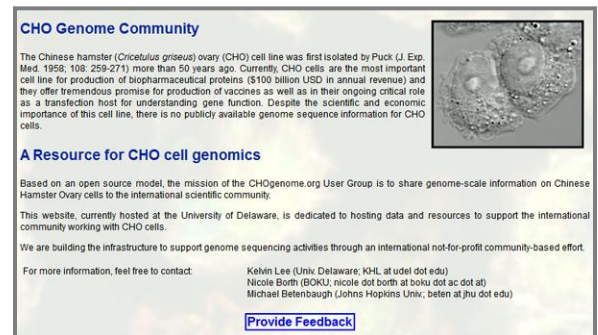 CHO Genome Community
The Chinese hamster (Cricetulus griseus) ovary (CHO) cell line was first isolated by Puck (J. Exp.
Med. 1958; 108: 259-271) more than 50 years ago. Currently, CHO cells are the most important
cell line for production of biopharmaceutical proteins ($100 billion USD in annual revenue) and
they offer tremendous promise for production of vaccines as well as in their ongoing critical role
as a transfection host for understanding gene function. Despite the scientific and economic
importance of this cell line, there is no publicly available genome sequence information for CHO
cells.
A Resource for CHO cell genomics
Based on an open source model, the mission of the CHOgenome.org User Group is to share genome-scale information on Chinese
Hamster Ovary cells to the international scientific community.
This website, currently hosted at the University of Delaware, is dedicated to hosting data and resources to support the international
community working with CHO cells.
We are building the infrastructure to support genome sequencing activities through an international not-for-profit community-based effort.
For more information, feel free to contact: Kelvin Lee (Univ. Delaware; KHL at udel dot edu)
Nicole Borth (BOKU; nicole dot borth at boku dot ac dot at)
Michael Betenbaugh (Johns Hopkins Univ.; beten at jhu dot edu)
Provide Feedback